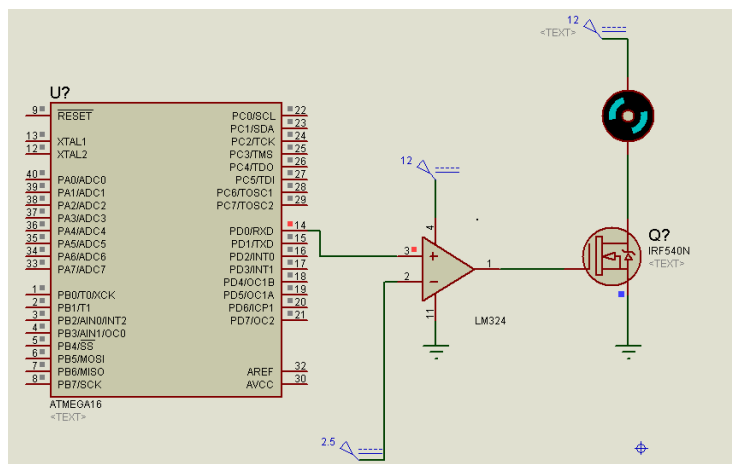 12
<TEXT>
U?
9 RESET
13 XTAL1
12 XTAL2
40 PA0/ADC0
39 PA1/ADC1
38 PA2/ADC2
37 PA3/ADC3
36 PA4/ADC4
35 PA5/ADC5
34 PA6/ADC6
33 PA7/ADC7
1 PB0/T0/XCK
2 PB1/T1
3 PB2/AIN0/INT2
4 PB3/AIN1/OC0
5 PB4/SS
6 PB5/MOSI
7 PB6/MISO
8 PB7/SCK
PC0/SCL 22
PC1/SDA 23
PC2/TCK 24
PC3/TMS 25
PC4/TDO 26
PC5/TDI 27
PC6/TOSC1 28
PC7/TOSC2 29
PD0/RXD 14
PD1/TXD 15
PD2/INT0 16
PD3/INT1 17
PD4/OC1B 18
PD5/OC1A 19
PD6/ICP1 20
PD7/OC2 21
AREF 32
AVCC 30
ATMEGA16
<TEXT>
12
4
3
2
1
11
LM324
2.5
Q?
IRF540N
<TEXT>